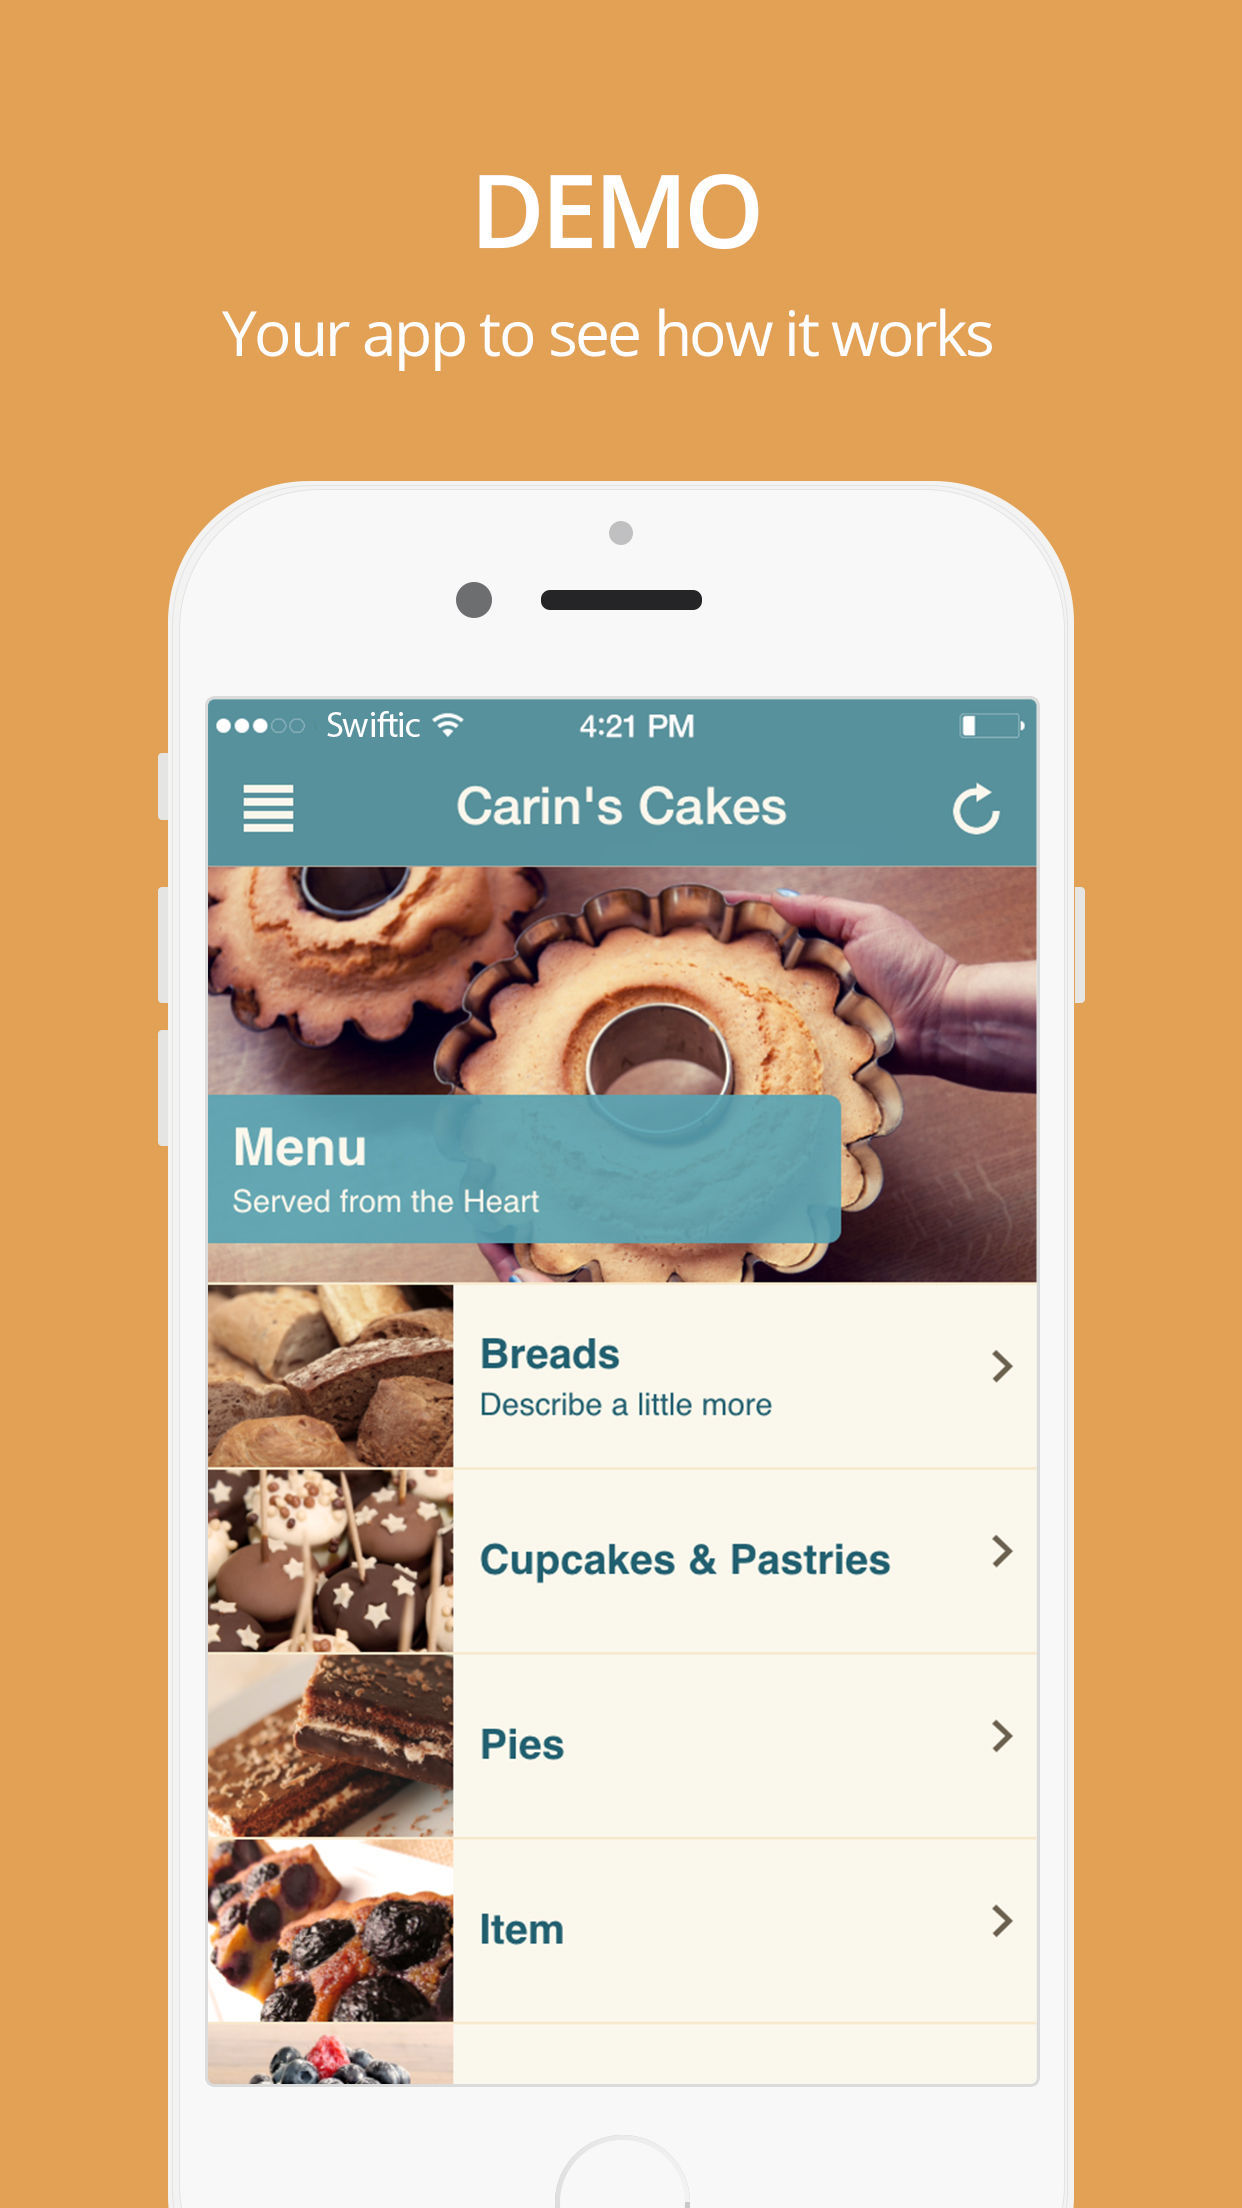 DEMO
Your app to see how it works
Swiftic 4:21 PM
Carin's Cakes
Menu
Served from the Heart
Breads
Describe a little more
Cupcakes & Pastries
Pies
Item